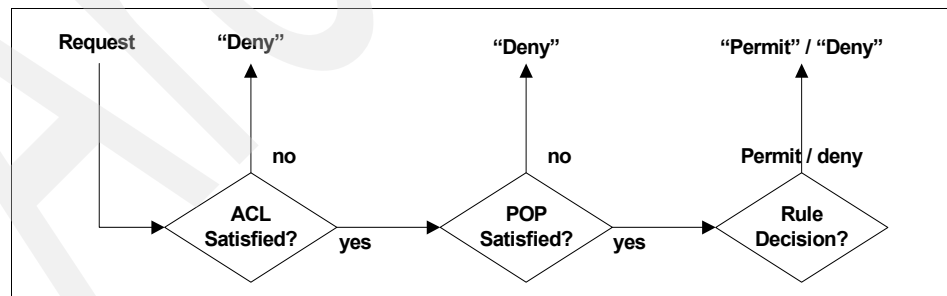 Request
“Deny”
“Deny”
“Permit” / “Deny”
no
no
Permit / deny
ACL
Satisfied?
yes
POP
Satisfied?
yes
Rule
Decision?